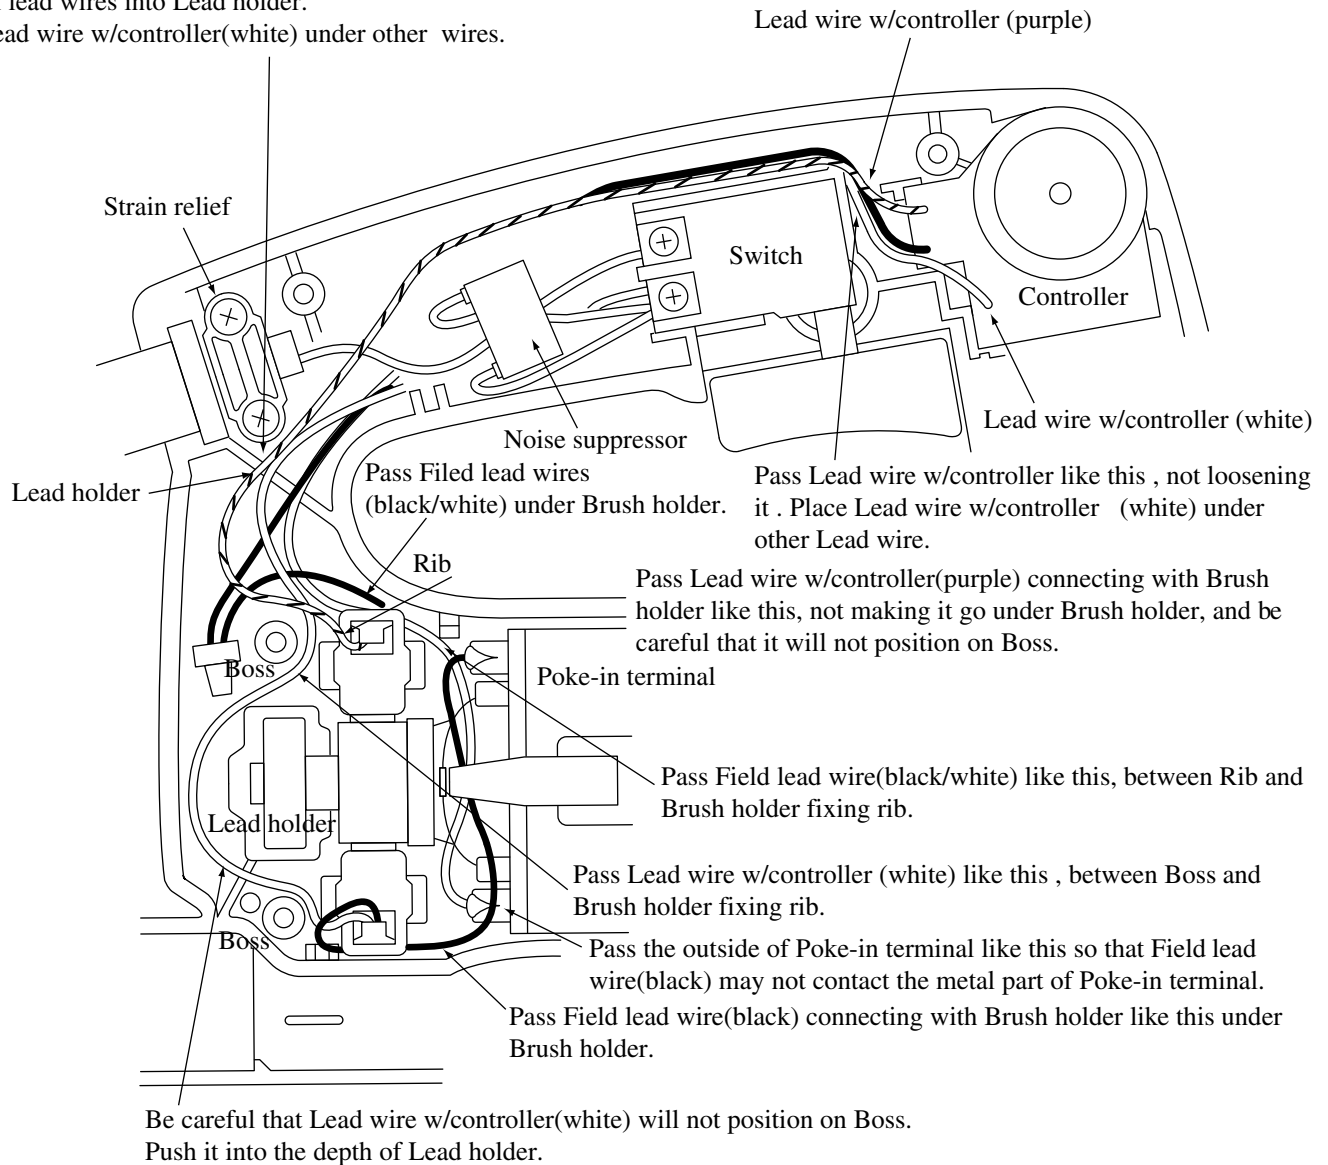 lead wires into Lead holder.
ead wire w/controller(white) under other wires.
Lead wire w/controller (purple)
Strain relief
Switch
Controller
Lead wire w/controller (white)
Noise suppressor
Lead holder
Pass Filed lead wires
(black/white) under Brush holder.
Pass Lead wire w/controller like this , not loosening
it . Place Lead wire w/controller (white) under
other Lead wire.
Rib
Pass Lead wire w/controller(purple) connecting with Brush
holder like this, not making it go under Brush holder, and be
careful that it will not position on Boss.
Boss
Poke-in terminal
Pass Field lead wire(black/white) like this, between Rib and
Brush holder fixing rib.
Lead holder
Pass Lead wire w/controller (white) like this , between Boss and
Brush holder fixing rib.
Boss
Pass the outside of Poke-in terminal like this so that Field lead
wire(black) may not contact the metal part of Poke-in terminal.
Pass Field lead wire(black) connecting with Brush holder like this under
Brush holder.
Be careful that Lead wire w/controller(white) will not position on Boss.
Push it into the depth of Lead holder.